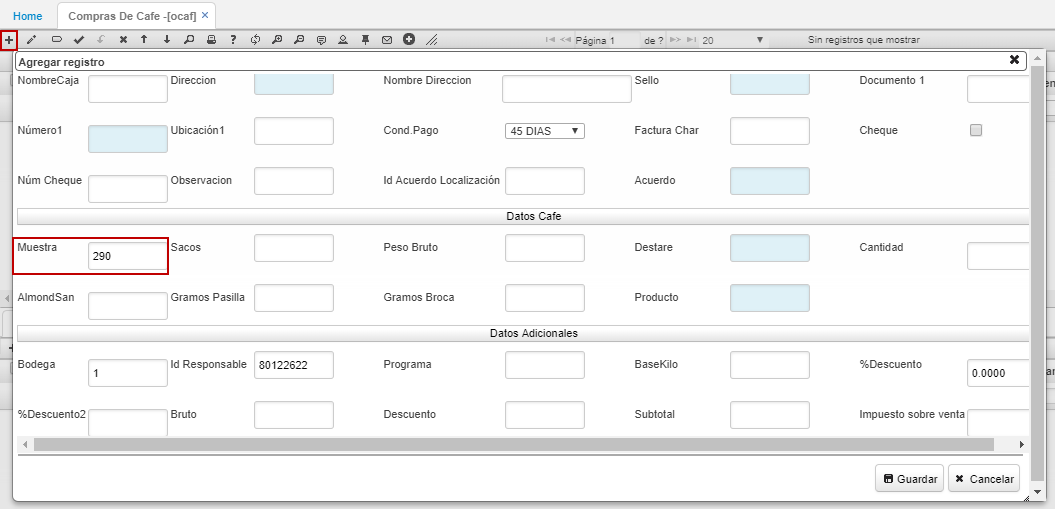 Home
Compras De Cafe -[ocaf] ×
Página 1 de ? 20 Sin registros que mostrar
Agregar registro
NombreCaja Direccion Nombre Direccion Sello Documento 1
Número1 Ubicación1 Cond.Pago 45 DIAS Factura Char Cheque
Núm Cheque Observacion Id Acuerdo Localización Acuerdo
Datos Cafe
Muestra 290 Sacos Peso Bruto Destare Cantidad
AlmondSan Gramos Pasilla Gramos Broca Producto
Datos Adicionales
Bodega 1 Id Responsable 80122622 Programa BaseKilo %Descuento 0.0000
%Descuento2 Bruto Descuento Subtotal Impuesto sobre venta
Guardar Cancelar